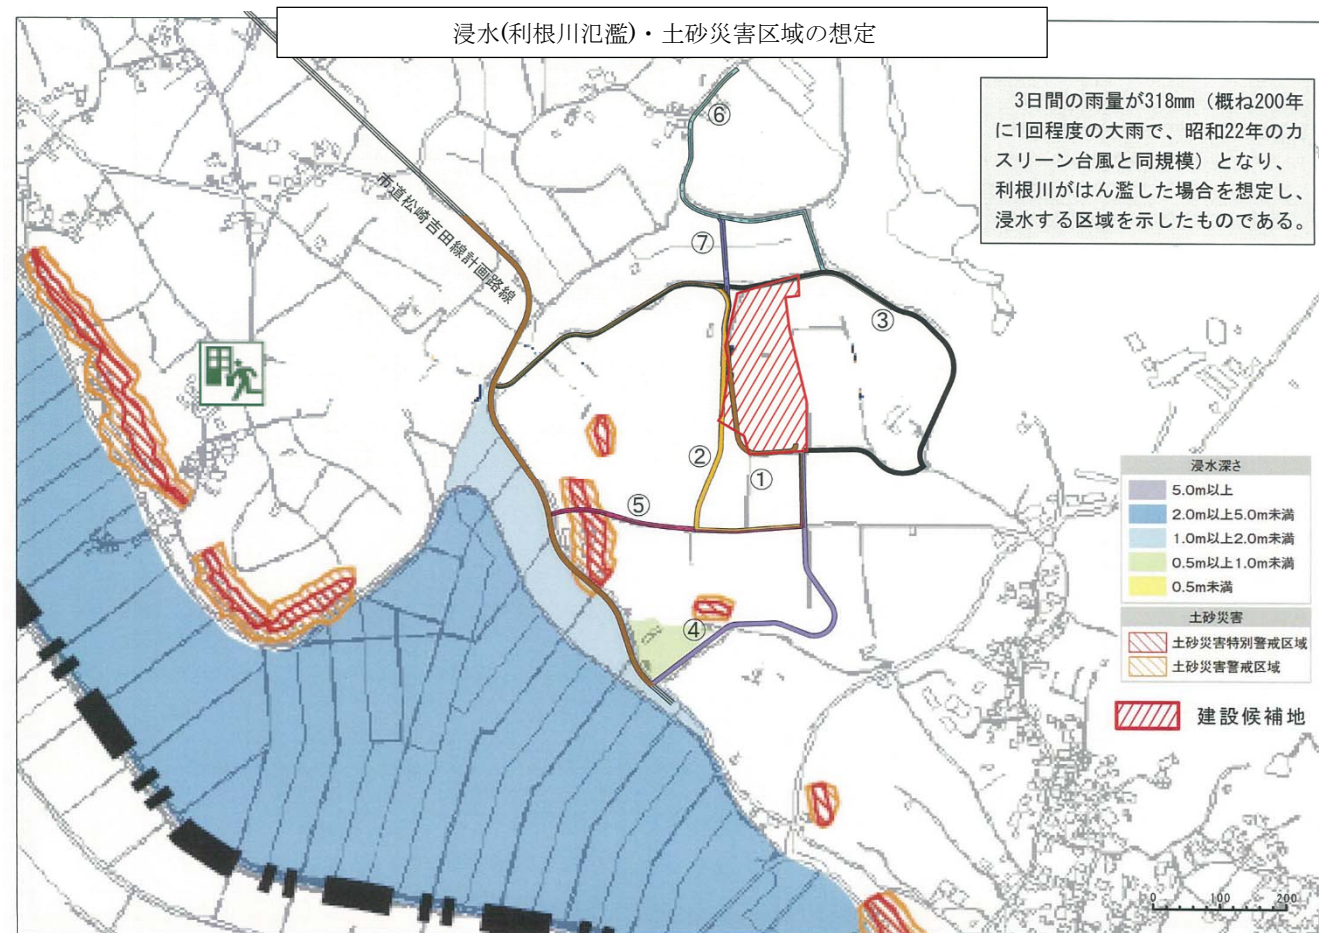 浸水(利根川氾濫)・土砂災害区域の想定
3日間の雨量が318mm（概ね200年
に1回程度の大雨で、昭和22年のカ
スリーン台風と同規模）となり、
利根川がはん濫した場合を想定し、
浸水する区域を示したものである。
⑥
市道松崎吉田線計画路線
⑦
③
②
①
⑤
④
浸水深さ
5.0m以上
2.0m以上5.0m未満
1.0m以上2.0m未満
0.5m以上1.0m未満
0.5m未満
土砂災害
土砂災害特別警戒区域
土砂災害警戒区域
建設候補地
0 100 200